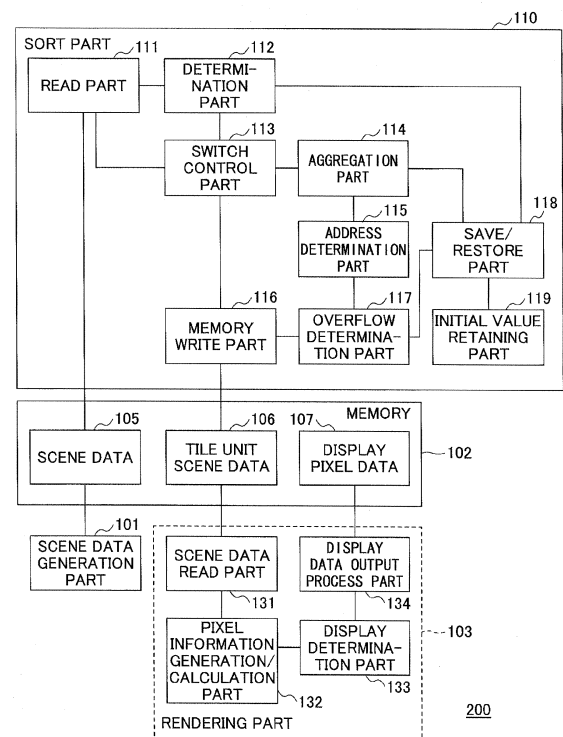 110
SORT PART
111
READ PART
112
DETERMI-
NATION
PART
113
SWITCH
CONTROL
PART
114
AGGREGATION
PART
115
ADDRESS
DETERMINATION
PART
118
SAVE/
RESTORE
PART
116
MEMORY
WRITE PART
117
OVERFLOW
DETERMINA-
TION PART
119
INITIAL VALUE
RETAINING
PART
MEMORY
105
SCENE DATA
106
TILE UNIT
SCENE DATA
107
DISPLAY
PIXEL DATA
102
101
SCENE DATA
GENERATION
PART
SCENE DATA
READ PART
131
DISPLAY
DATA OUTPUT
PROCESS PART
134
103
PIXEL
INFORMATION
GENERATION/
CALCULATION
PART
132
DISPLAY
DETERMINA-
TION PART
133
RENDERING PART
200